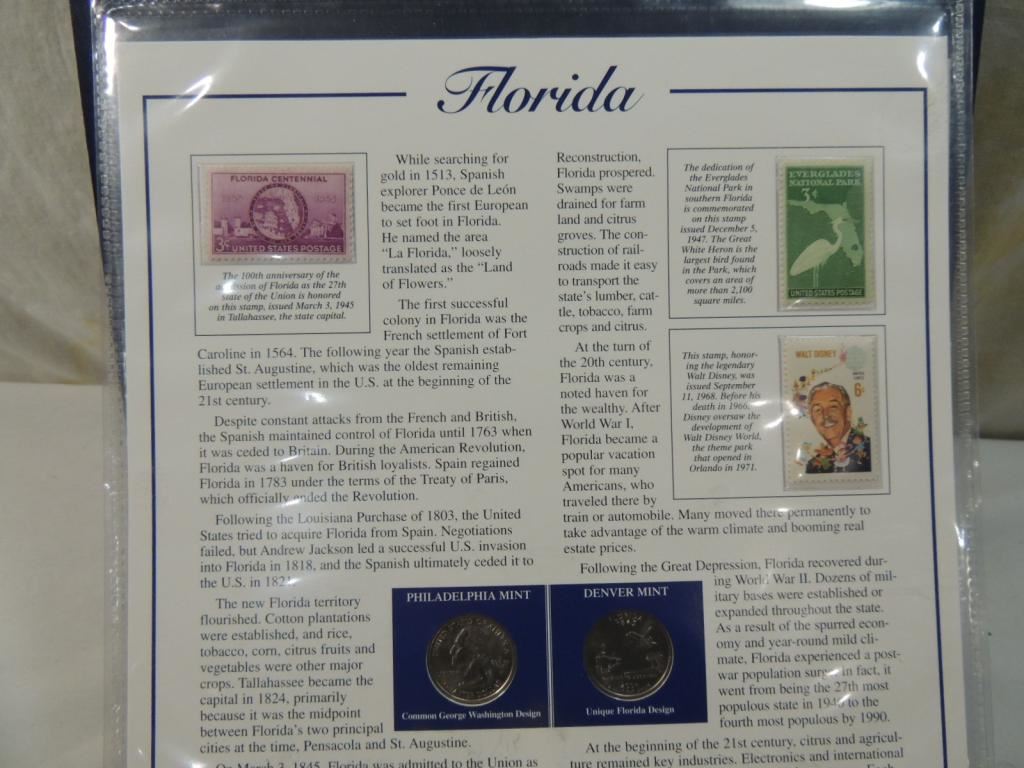 Florida
FLORIDA CENTENNIAL
1845 1945
3¢ UNITED STATES POSTAGE
The 100th anniversary of the
admission of Florida as the 27th
state of the Union is honored
on this stamp, issued March 3, 1945
in Tallahassee, the state capital.
While searching for
gold in 1513, Spanish
explorer Ponce de León
became the first European
to set foot in Florida.
He named the area
"La Florida," loosely
translated as the "Land
of Flowers."
The first successful
colony in Florida was the
French settlement of Fort
Caroline in 1564. The following year the Spanish estab-
lished St. Augustine, which was the oldest remaining
European settlement in the U.S. at the beginning of the
21st century.
Despite constant attacks from the French and British,
the Spanish maintained control of Florida until 1763 when
it was ceded to Britain. During the American Revolution,
Florida was a haven for British loyalists. Spain regained
Florida in 1783 under the terms of the Treaty of Paris,
which officially ended the Revolution.
Following the Louisiana Purchase of 1803, the United
States tried to acquire Florida from Spain. Negotiations
failed, but Andrew Jackson led a successful U.S. invasion
into Florida in 1818, and the Spanish ultimately ceded it to
the U.S. in 1821.
The new Florida territory
flourished. Cotton plantations
were established, and rice,
tobacco, corn, citrus fruits and
vegetables were other major
crops. Tallahassee became the
capital in 1824, primarily
because it was the midpoint
between Florida's two principal
cities at the time, Pensacola and St. Augustine.
On March 3, 1845, Florida was admitted to the Union as
PHILADELPHIA MINT
Common George Washington Design
DENVER MINT
Unique Florida Design
Reconstruction,
Florida prospered.
Swamps were
drained for farm
land and citrus
groves. The con-
struction of rail-
roads made it easy
to transport the
state's lumber, cat-
tle, tobacco, farm
crops and citrus.
At the turn of
the 20th century,
Florida was a
noted haven for
the wealthy. After
World War I,
Florida became a
popular vacation
spot for many
Americans, who
traveled there by
train or automobile. Many moved there permanently to
take advantage of the warm climate and booming real
estate prices.
Following the Great Depression, Florida recovered dur-
ing World War II. Dozens of mil-
itary bases were established or
expanded throughout the state.
As a result of the spurred econ-
omy and year-round mild cli-
mate, Florida experienced a post-
war population surge in fact, it
went from being the 27th most
populous state in 1940 to the
fourth most populous by 1990.
At the beginning of the 21st century, citrus and agricul-
ture remained key industries. Electronics and international
The dedication of
the Everglades
National Park in
southern Florida
is commemorated
on this stamp
issued December 5,
1947. The Great
White Heron is the
largest bird found
in the Park, which
covers an area of
more than 2,100
square miles.
EVERGLADES
NATIONAL PARK
3¢
UNITED STATES POSTAGE
This stamp, honor-
ing the legendary
Walt Disney, was
issued September
11, 1968. Before his
death in 1966,
Disney oversaw the
development of
Walt Disney World,
the theme park
that opened in
Orlando in 1971.
WALT DISNEY
UNITED
STATES
6¢